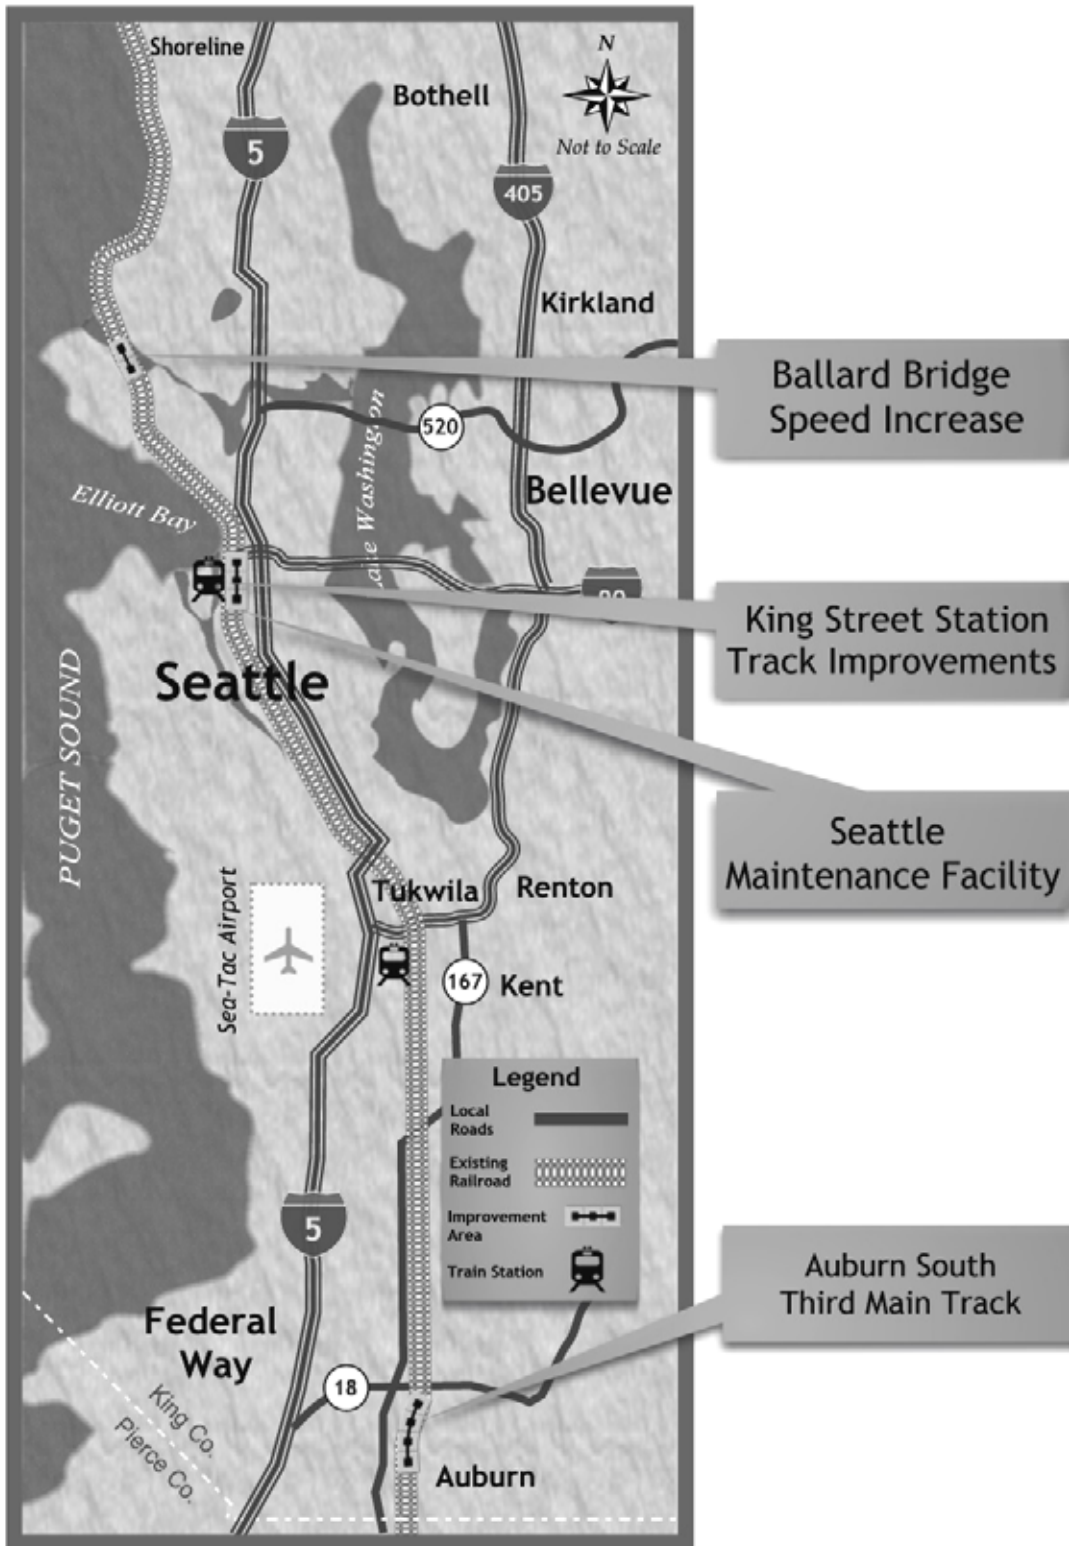 Shoreline
N
Bothell
5
Not to Scale
405
Kirkland
Ballard Bridge
Speed Increase
520
Lake Washington
Bellevue
Elliott Bay
90
King Street Station
Track Improvements
Seattle
PUGET SOUND
Seattle
Maintenance Facility
Tukwila
Renton
Sea-Tac Airport
167
Kent
Legend
Local
Roads
Existing
Railroad
Improvement
Area
Train Station
5
Auburn South
Third Main Track
Federal
Way
18
King Co.
Pierce Co.
Auburn